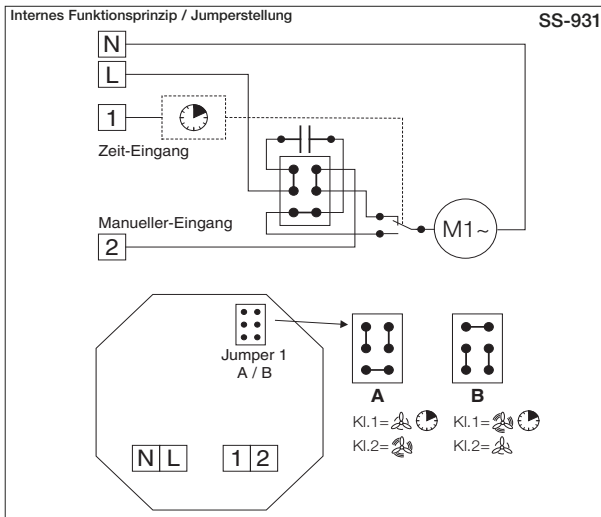 Internes Funktionsprinzip / Jumperstellung
SS-931
N
L
1
Zeit-Eingang
Manueller-Eingang
2
M1~
Jumper 1
A / B
N L
1 2
A
B
Kl.1=
Kl.2=
Kl.1=
Kl.2=